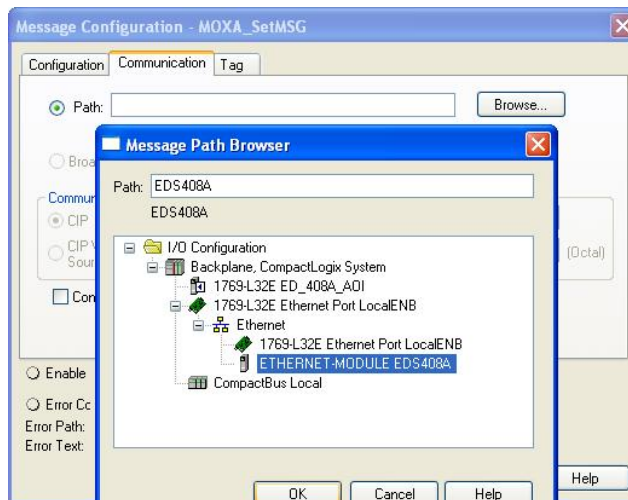 Message Configuration - MOXA_SetMSG
Configuration Communication Tag
Path: Browse...
Message Path Browser
Path: EDS408A
EDS408A
I/O Configuration
Backplane, CompactLogix System
1769-L32E ED_408A_AOI
1769-L32E Ethernet Port LocalENB
Ethernet
1769-L32E Ethernet Port LocalENB
ETHERNET-MODULE EDS408A
CompactBus Local
OK Cancel Help
Broa
Commur
CIP
CIP V
Sour
(Octal)
Con
Enable
Error Cc
Error Path:
Error Text:
Help